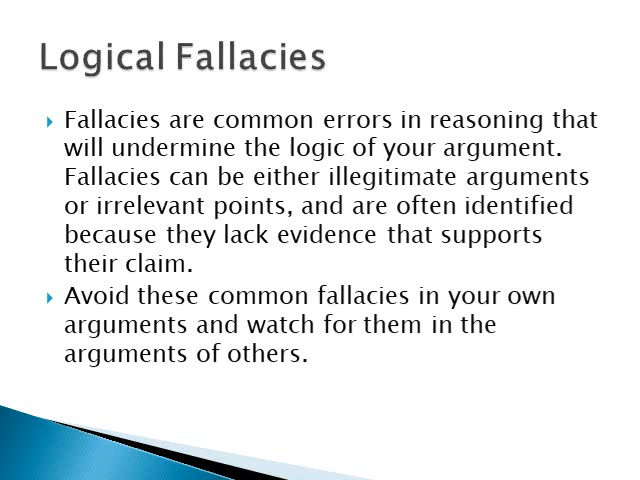 Logical Fallacies
Fallacies are common errors in reasoning that
will undermine the logic of your argument.
Fallacies can be either illegitimate arguments
or irrelevant points, and are often identified
because they lack evidence that supports
their claim.
Avoid these common fallacies in your own
arguments and watch for them in the
arguments of others.